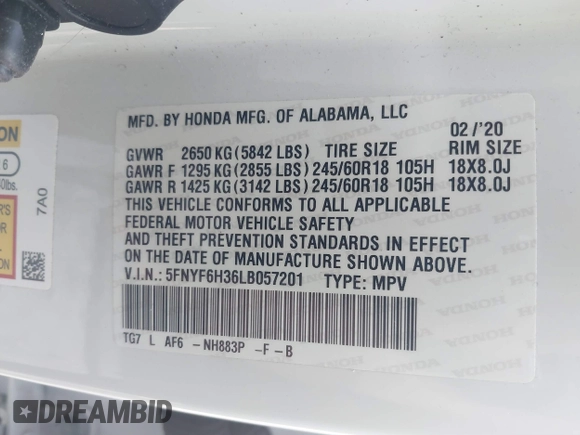 MFD. BY HONDA MFG. OF ALABAMA, LLC
02/'20
GVWR 2650 KG (5842 LBS) TIRE SIZE RIM SIZE
GAWR F 1295 KG (2855 LBS) 245/60R18 105H 18X8.0J
GAWR R 1425 KG (3142 LBS) 245/60R18 105H 18X8.0J
THIS VEHICLE CONFORMS TO ALL APPLICABLE
FEDERAL MOTOR VEHICLE SAFETY
AND THEFT PREVENTION STANDARDS IN EFFECT
ON THE DATE OF MANUFACTURE SHOWN ABOVE.
V.I.N.: 5FNYF6H36LB057201 TYPE: MPV
TG7 L AF6 -NH883P -F-B
7A0
DREAMBID